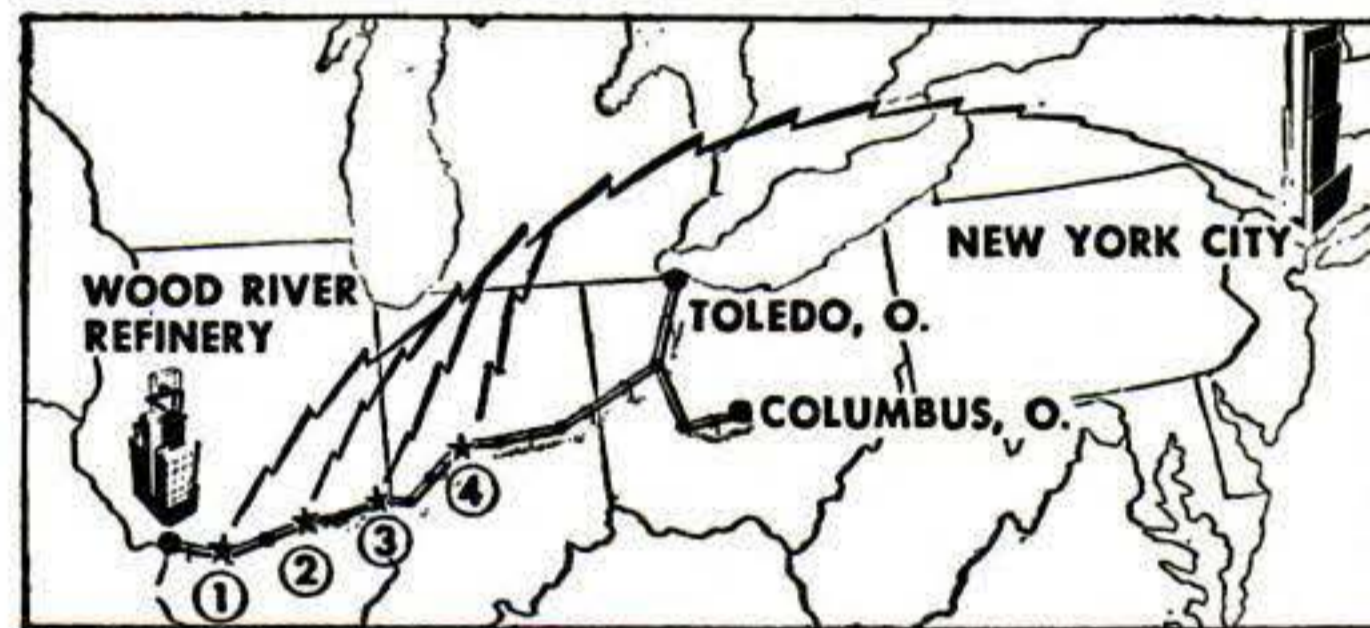 WOOD RIVER
REFINERY
NEW YORK CITY
TOLEDO, O.
COLUMBUS, O.
4
3
2
1